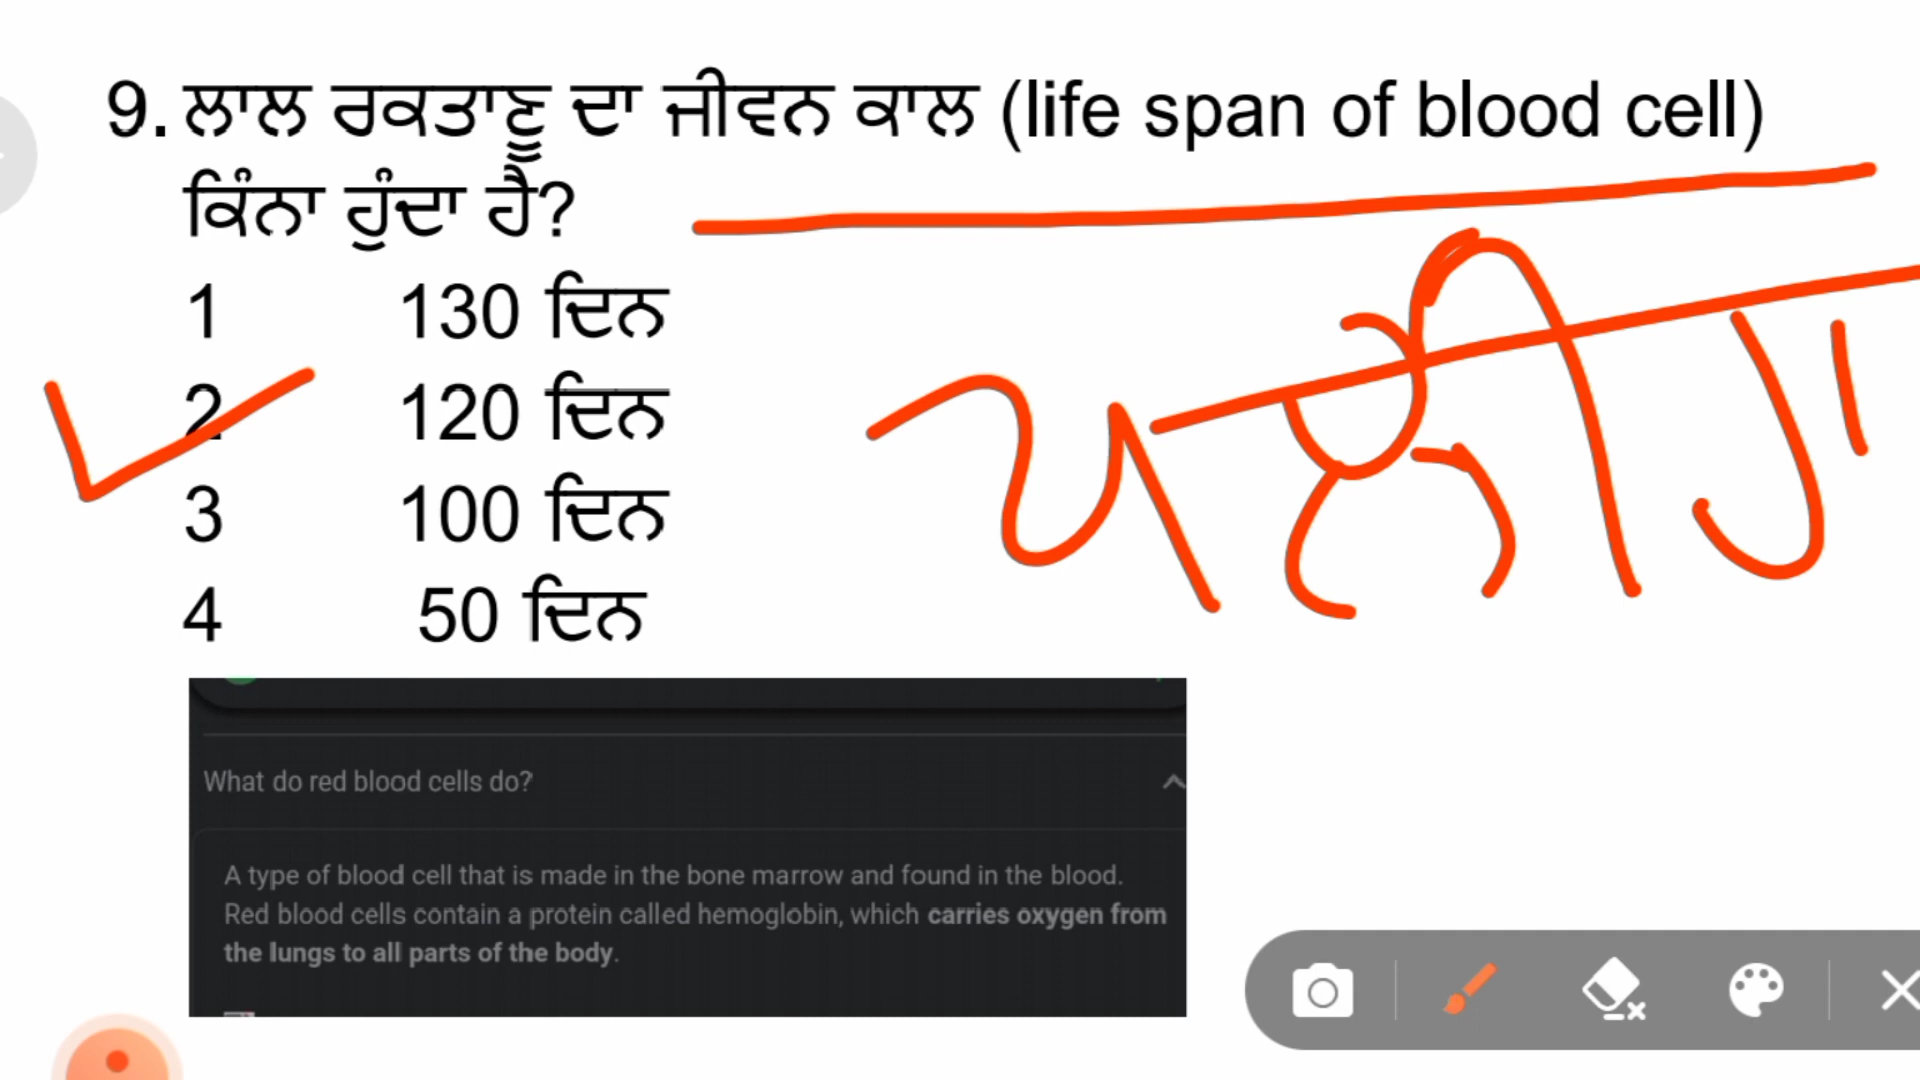 9. ਲਾਲ ਰਕਤਾਣੂ ਦਾ ਜੀਵਨ ਕਾਲ (life span of blood cell)
ਕਿੰਨਾ ਹੁੰਦਾ ਹੈ?
1 130 ਦਿਨ
2 120 ਦਿਨ
3 100 ਦਿਨ
4 50 ਦਿਨ
What do red blood cells do?
A type of blood cell that is made in the bone marrow and found in the blood.
Red blood cells contain a protein called hemoglobin, which carries oxygen from
the lungs to all parts of the body.